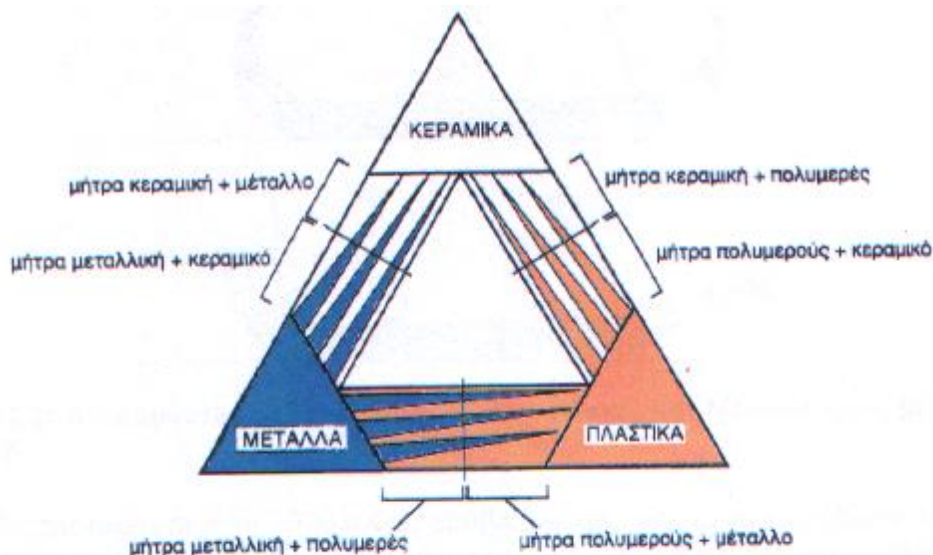 ΚΕΡΑΜΙΚΑ
μήτρα κεραμική + μέταλλο
μήτρα κεραμική + πολυμερές
μήτρα μεταλλική + κεραμικό
μήτρα πολυμερούς + κεραμικό
ΜΕΤΑΛΛΑ
ΠΛΑΣΤΙΚΑ
μήτρα μεταλλική + πολυμερές
μήτρα πολυμερούς + μέταλλο